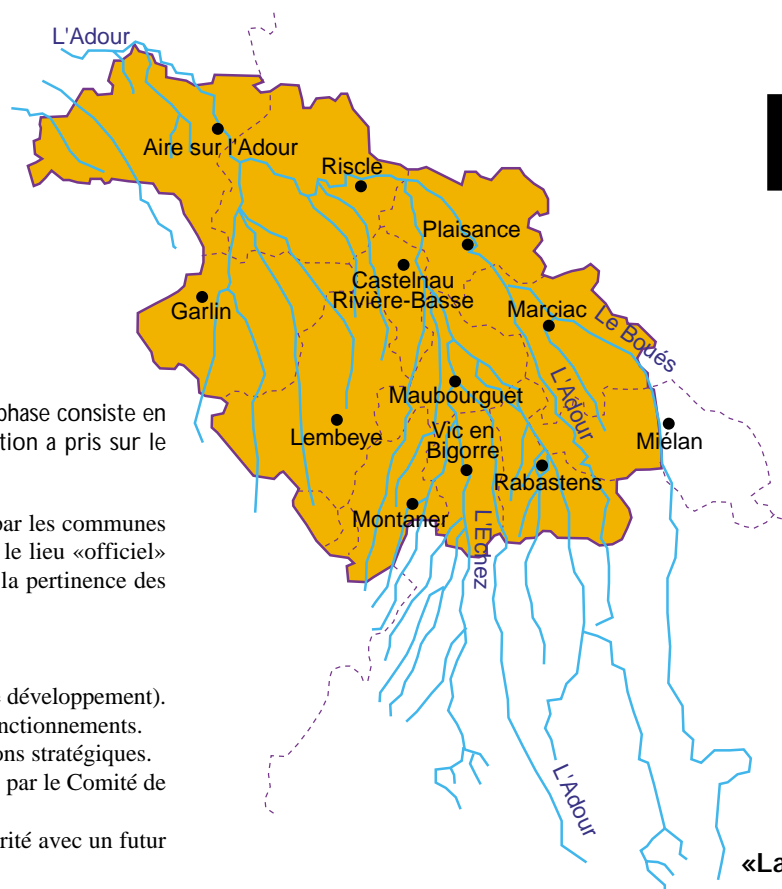 L'Adour
Aire sur l'Adour
Riscle
Plaisance
Castelnau
Rivière-Basse
Garlin
Marciac
Le Boués
L'Adour
Maubourguet
Lembeye
Vic en
Bigorre
Miélan
Rabastens
Montaner
L'Echez
L'Adour
phase consiste en
tion a pris sur le
par les communes
le lieu «officiel»
la pertinence des
développement).
nctionnements.
ons stratégiques.
par le Comité de
rité avec un futur
«La